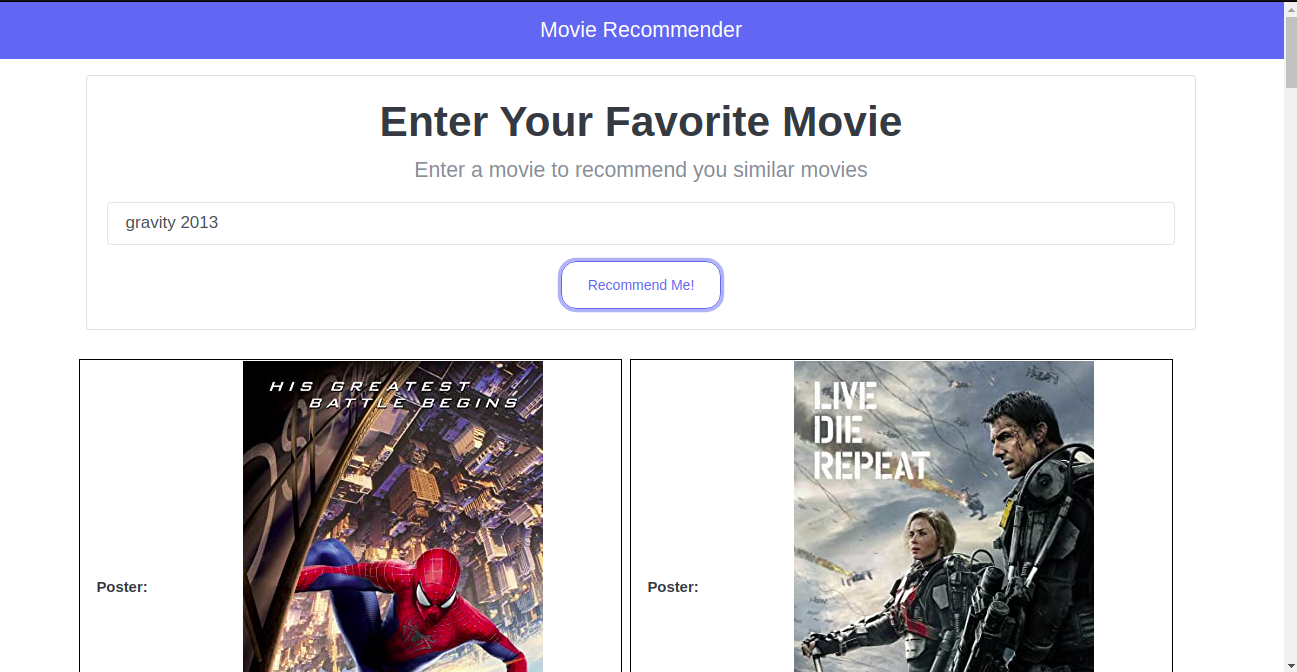 Movie Recommender
Enter Your Favorite Movie
Enter a movie to recommend you similar movies
gravity 2013
Recommend Me!
HIS GREATEST
BATTLE BEGINS
Poster:
LIVE
DIE
REPEAT
Poster: